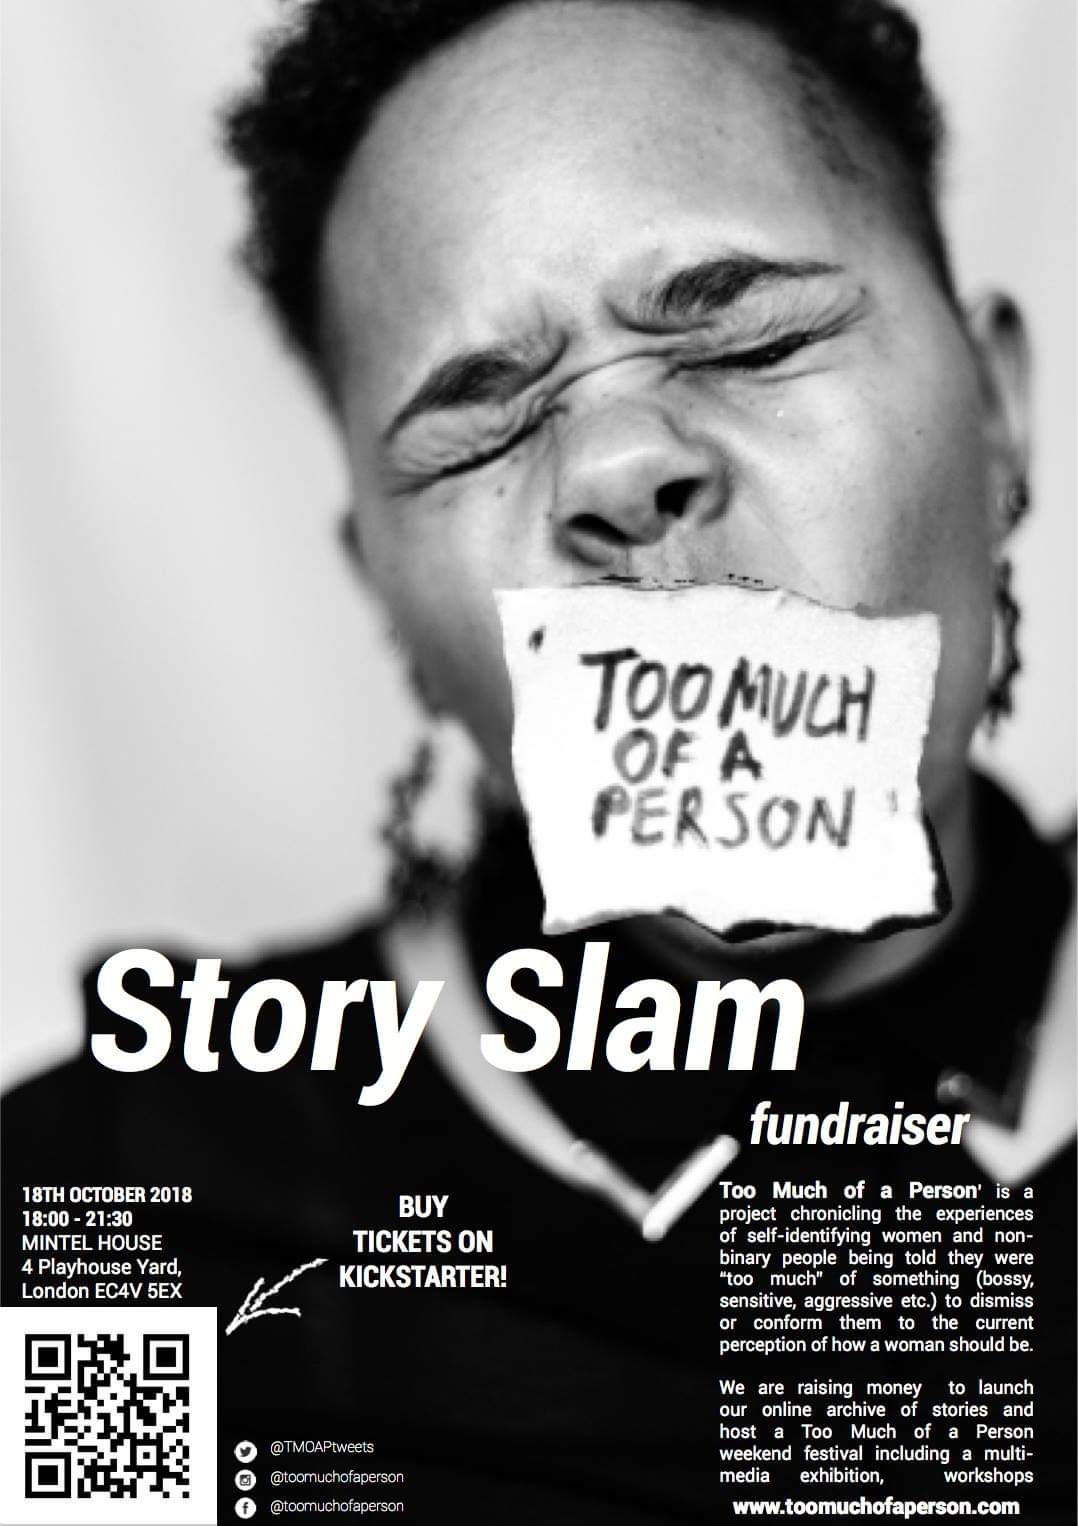 TOO MUCH
OF A
PERSON
Story Slam
fundraiser
18TH OCTOBER 2018
18:00 - 21:30
MINTEL HOUSE
4 Playhouse Yard,
London EC4V 5EX
BUY
TICKETS ON
KICKSTARTER!
@TMOAPtweets
@toomuchofaperson
@toomuchofaperson
Too Much of a Person' is a
project chronicling the experiences
of self-identifying women and non-
binary people being told they were
“too much” of something (bossy,
sensitive, aggressive etc.) to dismiss
or conform them to the current
perception of how a woman should be.
We are raising money to launch
our online archive of stories and
host a Too Much of a Person
weekend festival including a multi-
media exhibition, workshops
www.toomuchofaperson.com